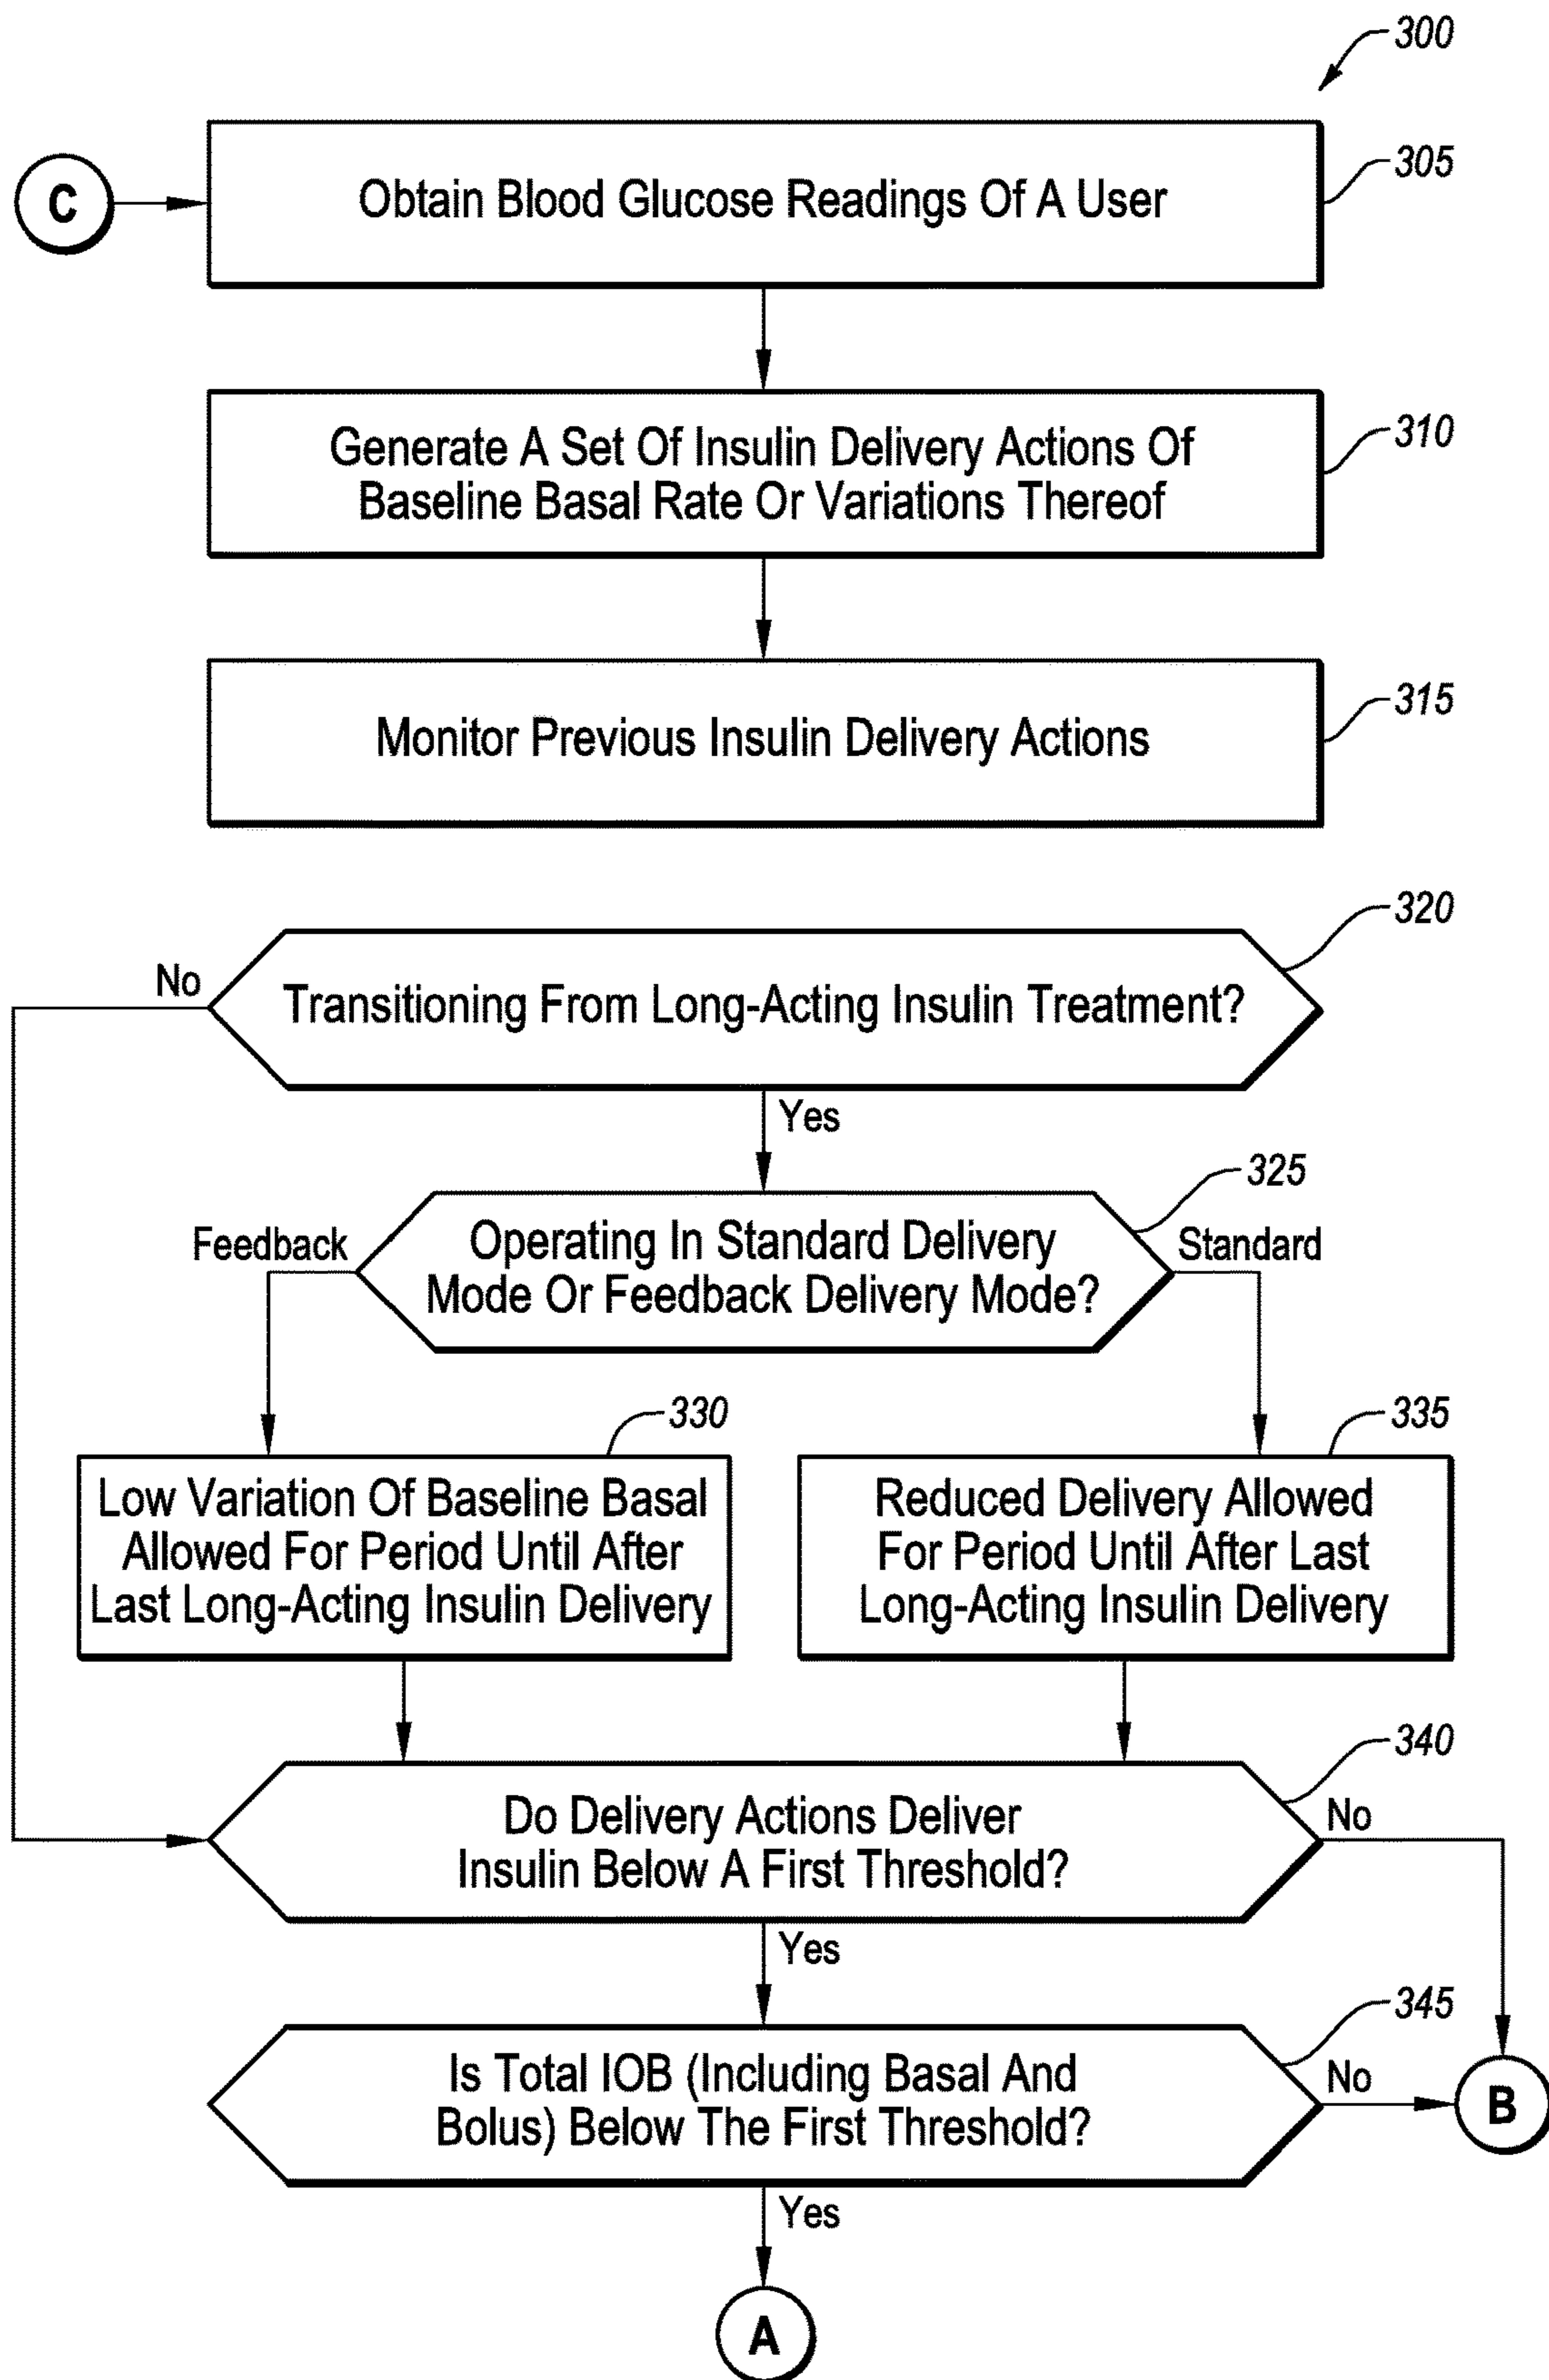 300
C
Obtain Blood Glucose Readings Of A User
305
Generate A Set Of Insulin Delivery Actions Of
Baseline Basal Rate Or Variations Thereof
310
Monitor Previous Insulin Delivery Actions
315
320
No
Transitioning From Long-Acting Insulin Treatment?
Yes
325
Feedback
Operating In Standard Delivery
Mode Or Feedback Delivery Mode?
Standard
330
Low Variation Of Baseline Basal
Allowed For Period Until After
Last Long-Acting Insulin Delivery
335
Reduced Delivery Allowed
For Period Until After Last
Long-Acting Insulin Delivery
340
Do Delivery Actions Deliver
Insulin Below A First Threshold?
No
Yes
345
Is Total IOB (Including Basal And
Bolus) Below The First Threshold?
No
B
Yes
A